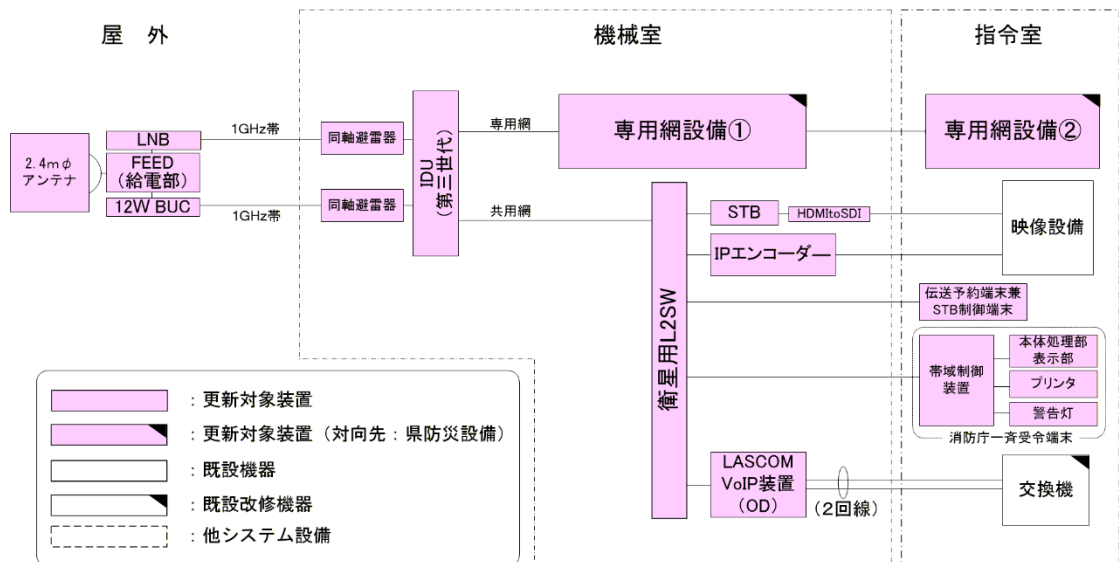 屋　外
機械室
指令室
2.4mφ
アンテナ
LNB
FEED
(給電部)
12W BUC
1GHz帯
1GHz帯
同軸避雷器
同軸避雷器
IDU
(第三世代)
専用網
共用網
専用網設備①
専用網設備②
衛星用L2SW
STB
HDMItoSDI
IPエンコーダー
映像設備
伝送予約端末兼
STB制御端末
帯域制御
装置
本体処理部
表示部
プリンタ
警告灯
消防庁一斉受令端末
LASCOM
VoIP装置
(OD)
(2回線)
交換機
：更新対象装置
：更新対象装置（対向先：県防災設備）
：既設機器
：既設改修機器
：他システム設備